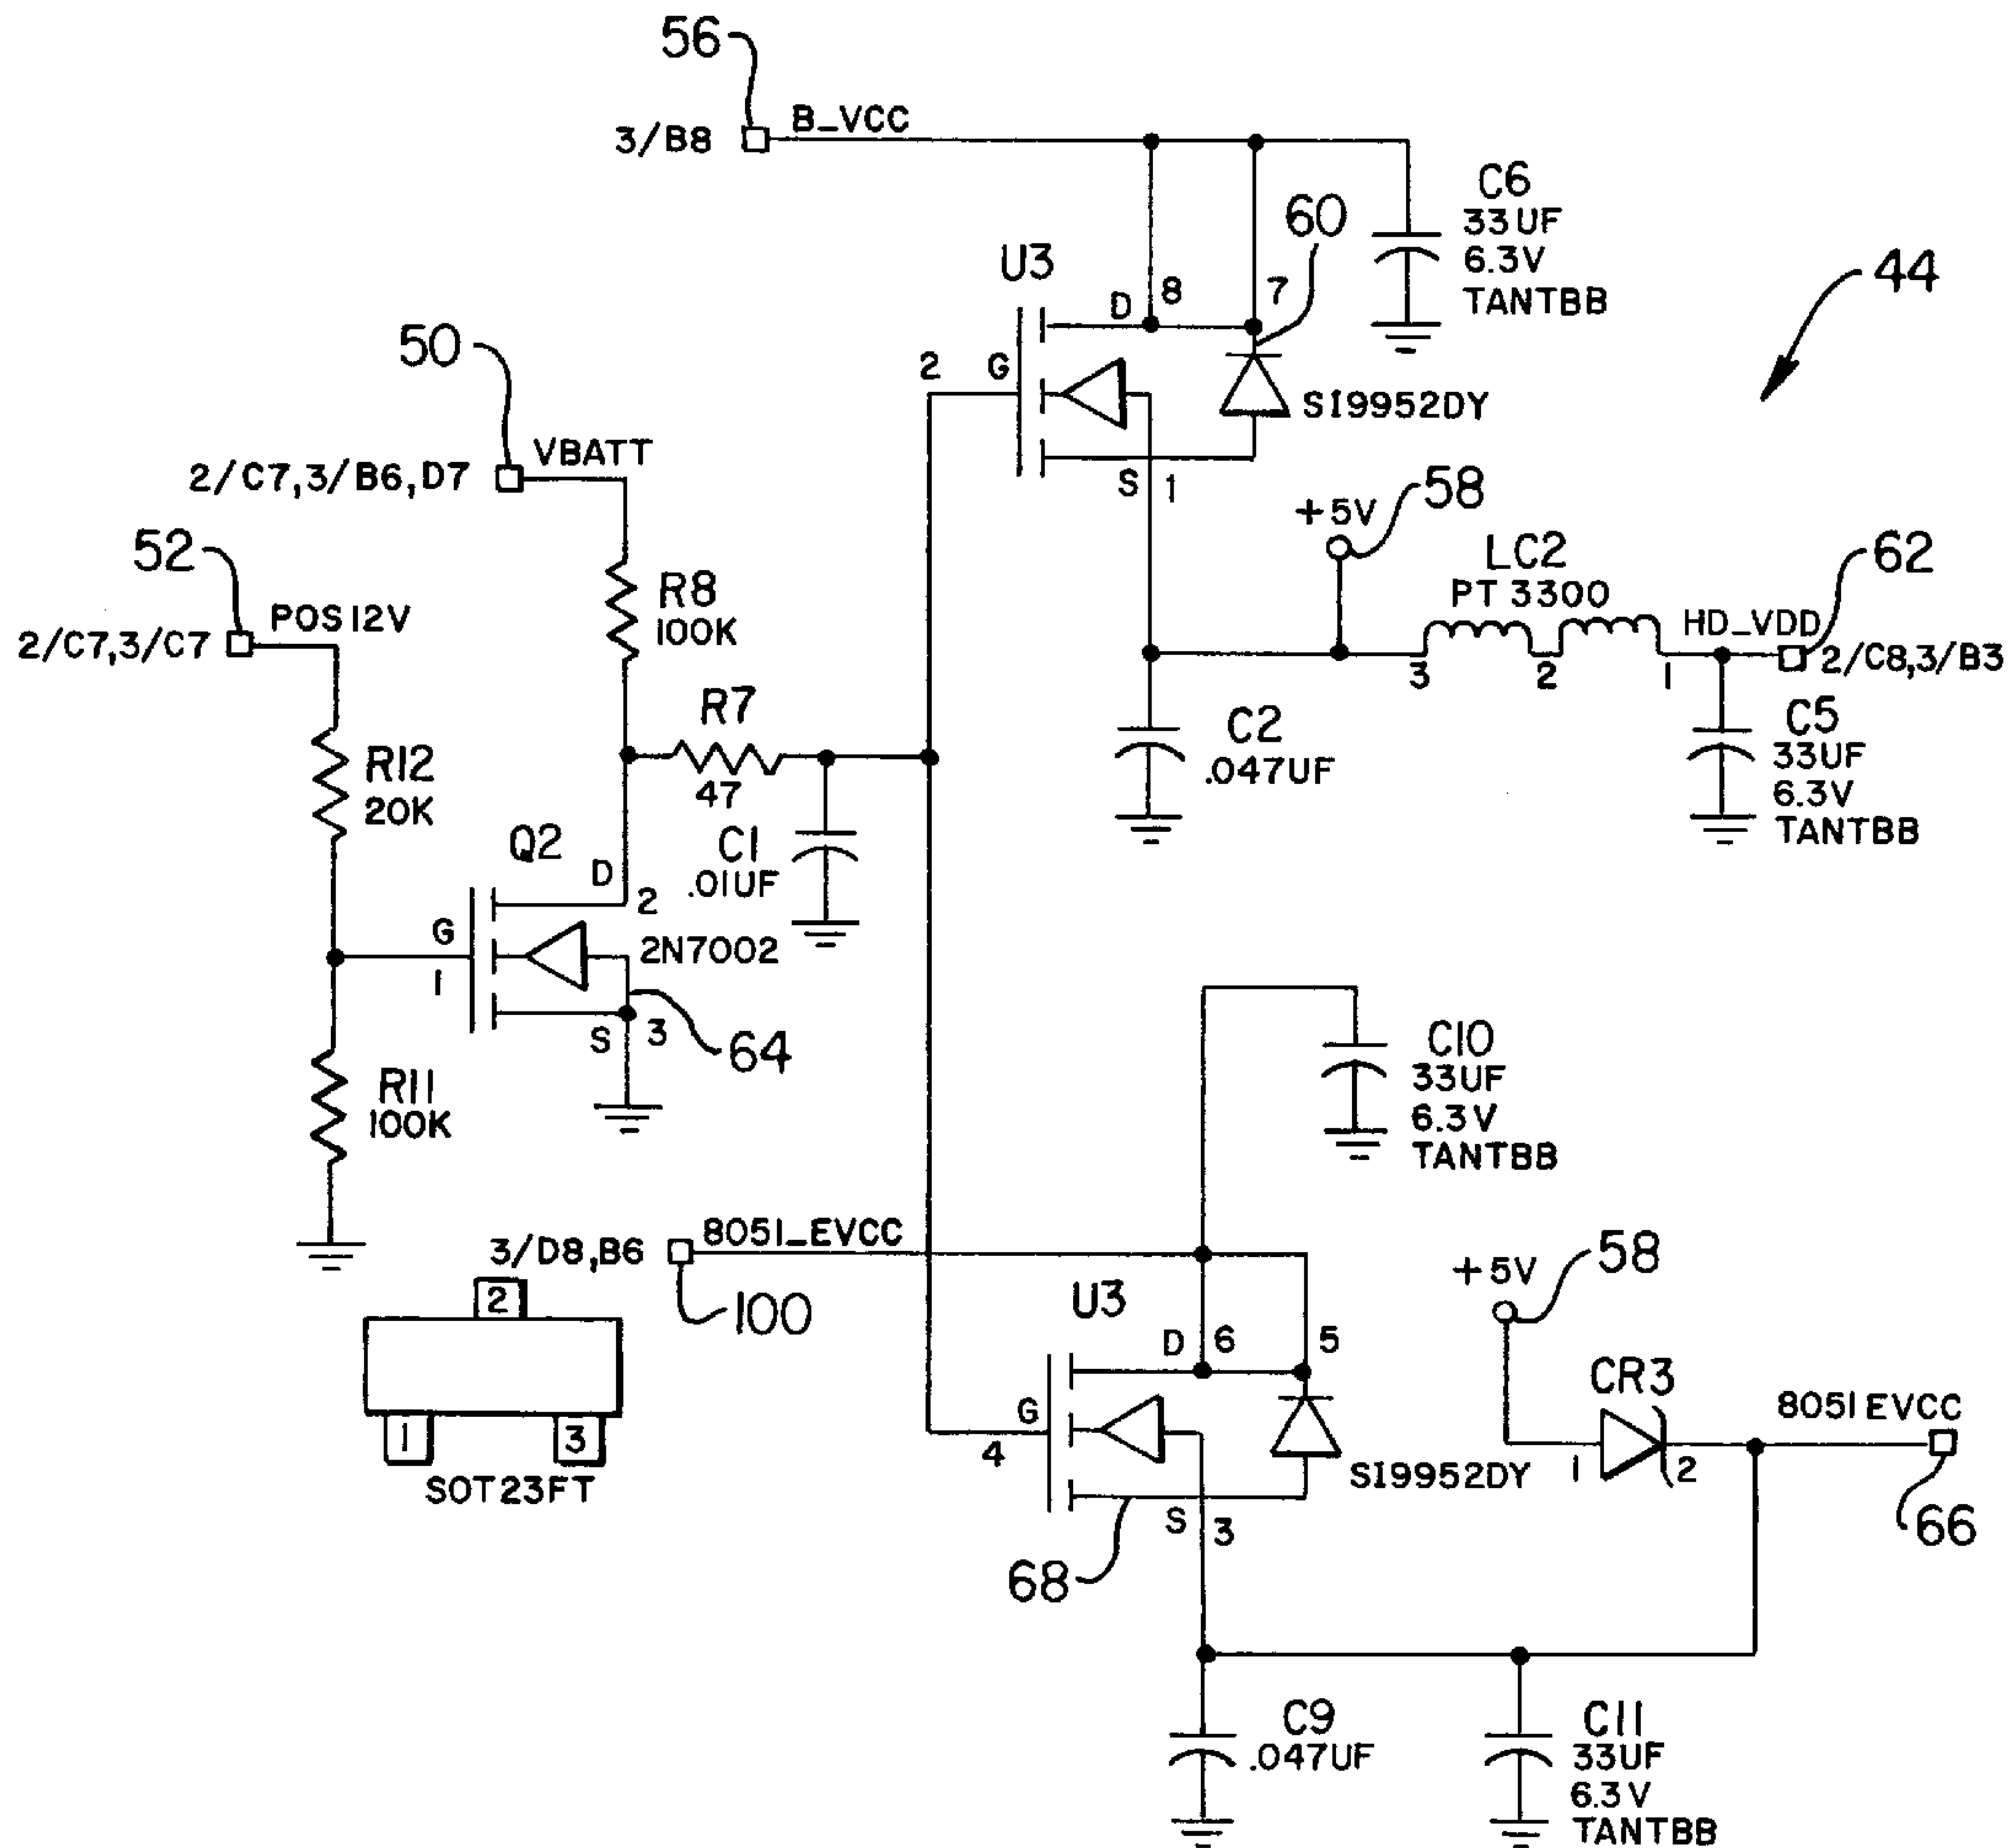 56
3/B8
B_VCC
C6
33UF
6.3V
TANTBB
60
44
U3
D
8
7
2
G
SI9952DY
S
1
50
VBATT
2/C7,3/B6,D7
52
POS12V
2/C7,3/C7
R8
100K
+5V
58
LC2
PT 3300
62
HD_VDD
2/C8,3/B3
3
2
1
R7
47
C2
.047UF
C5
33UF
6.3V
TANTBB
R12
20K
Q2
C1
.01UF
D
2
G
1
2N7002
S
3
64
R11
100K
C10
33UF
6.3V
TANTBB
3/D8,B6
8051_EVCC
100
2
1
3
SOT23FT
U3
D
6
5
G
4
SI9952DY
S
3
68
+5V
58
CR3
1
2
8051EVCC
66
C9
.047UF
C11
33UF
6.3V
TANTBB